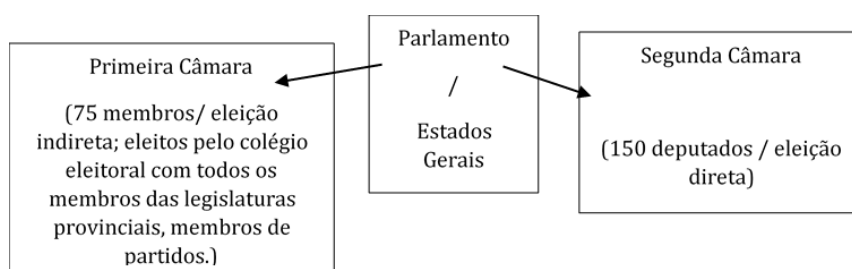 Primeira Câmara
(75 membros/ eleição
indireta; eleitos pelo colégio
eleitoral com todos os
membros das legislaturas
provinciais, membros de
partidos.)
Parlamento
/
Estados
Gerais
Segunda Câmara
(150 deputados / eleição
direta)